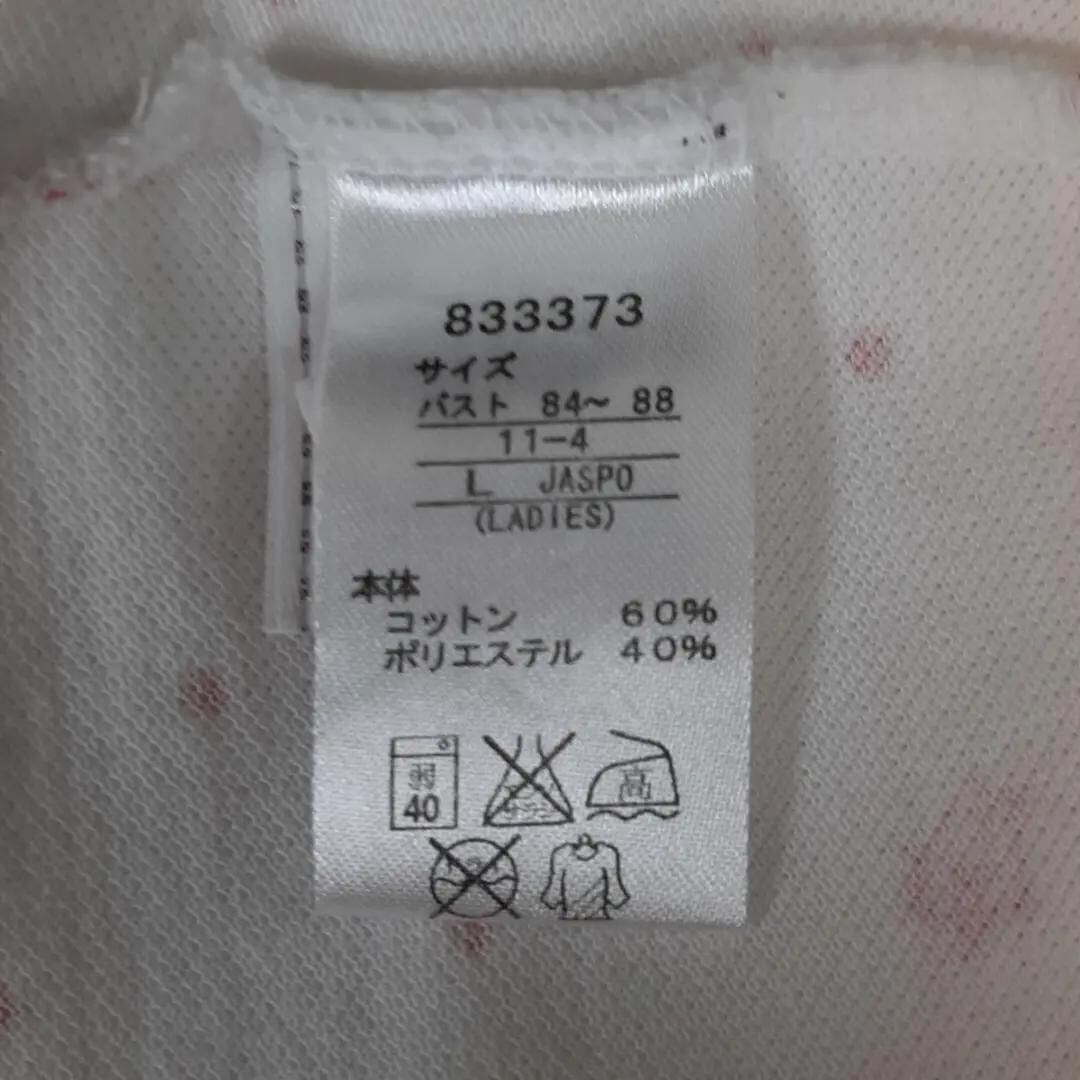 833373
サイズ
バスト 84～ 88
11-4
L JASPO
(LADIES)
本体
コットン 60%
ポリエステル 40%
弱
40
高